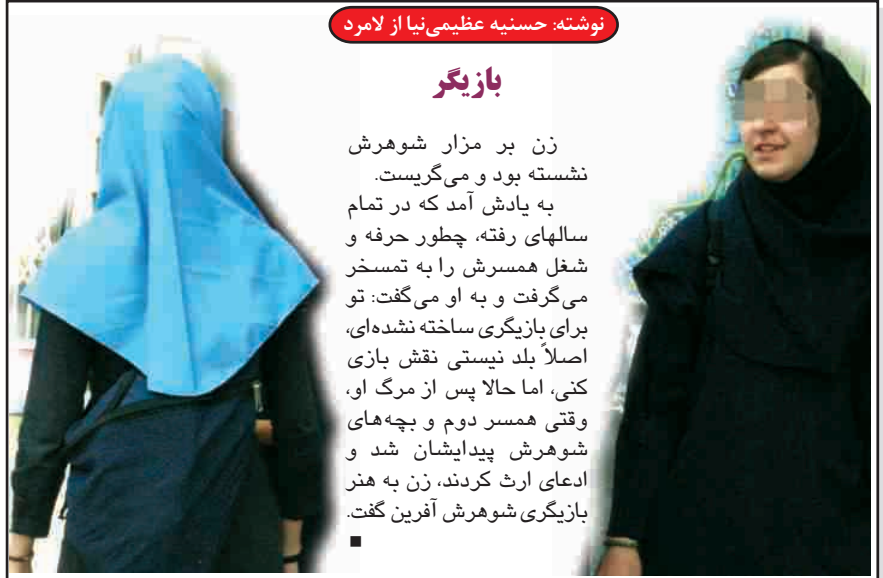 نوشته: حسنیه عظیمی‌نیا از لامرد
بازیگر
زن بر مزار شوهرش
نشسته بود و می‌گریست.
به یادش آمد که در تمام
سالهای رفته، چطور حرفه و
شغل همسرش را به تمسخر
می‌گرفت و به او می‌گفت: تو
برای بازیگری ساخته نشده‌ای،
اصلاً بلد نیستی نقش بازی
کنی، اما حالا پس از مرگ او،
وقتی همسر دوم و بچه‌های
شوهرش پیدایشان شد و
ادعای ارث کردند، زن به هنر
بازیگری شوهرش آفرین گفت.